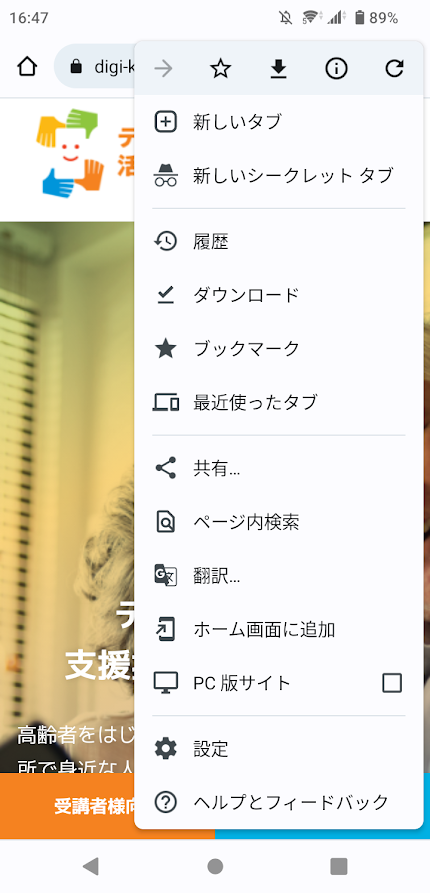 16:47
89%
digi-k
新しいタブ
新しいシークレット タブ
履歴
ダウンロード
ブックマーク
最近使ったタブ
共有...
ページ内検索
翻訳...
ホーム画面に追加
PC 版サイト
設定
ヘルプとフィードバック
デ
活
デ
支援
高齢者をはじ
所で身近な人
受講者様向